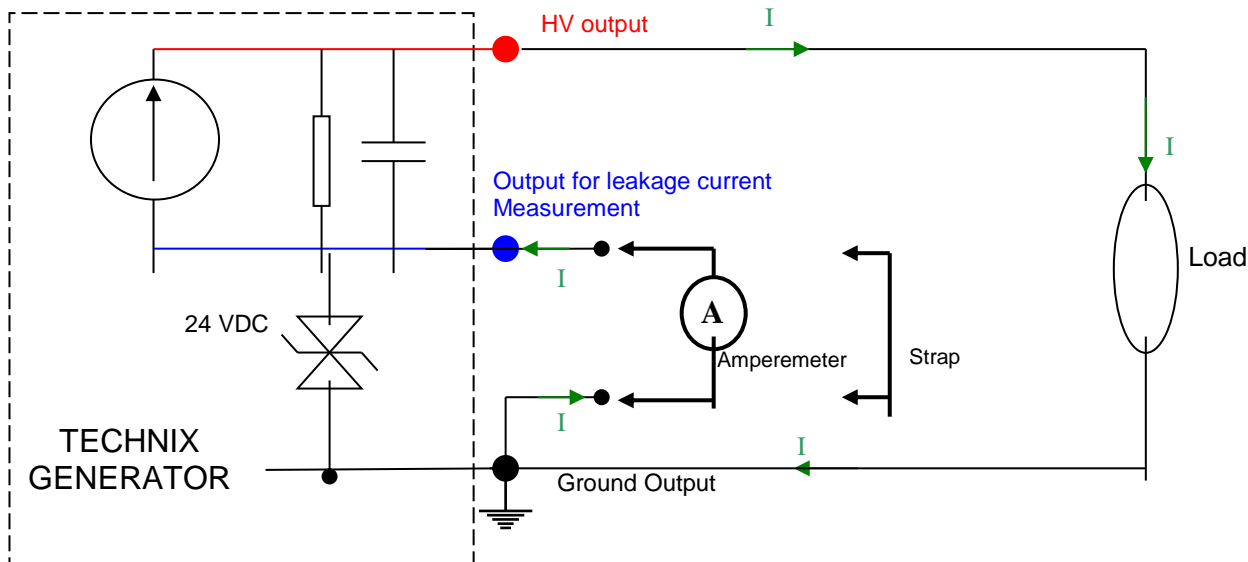 HV output
I
I
Output for leakage current
Measurement
I
Load
24 VDC
A
Amperemeter
Strap
I
TECHNIX
GENERATOR
I
Ground Output